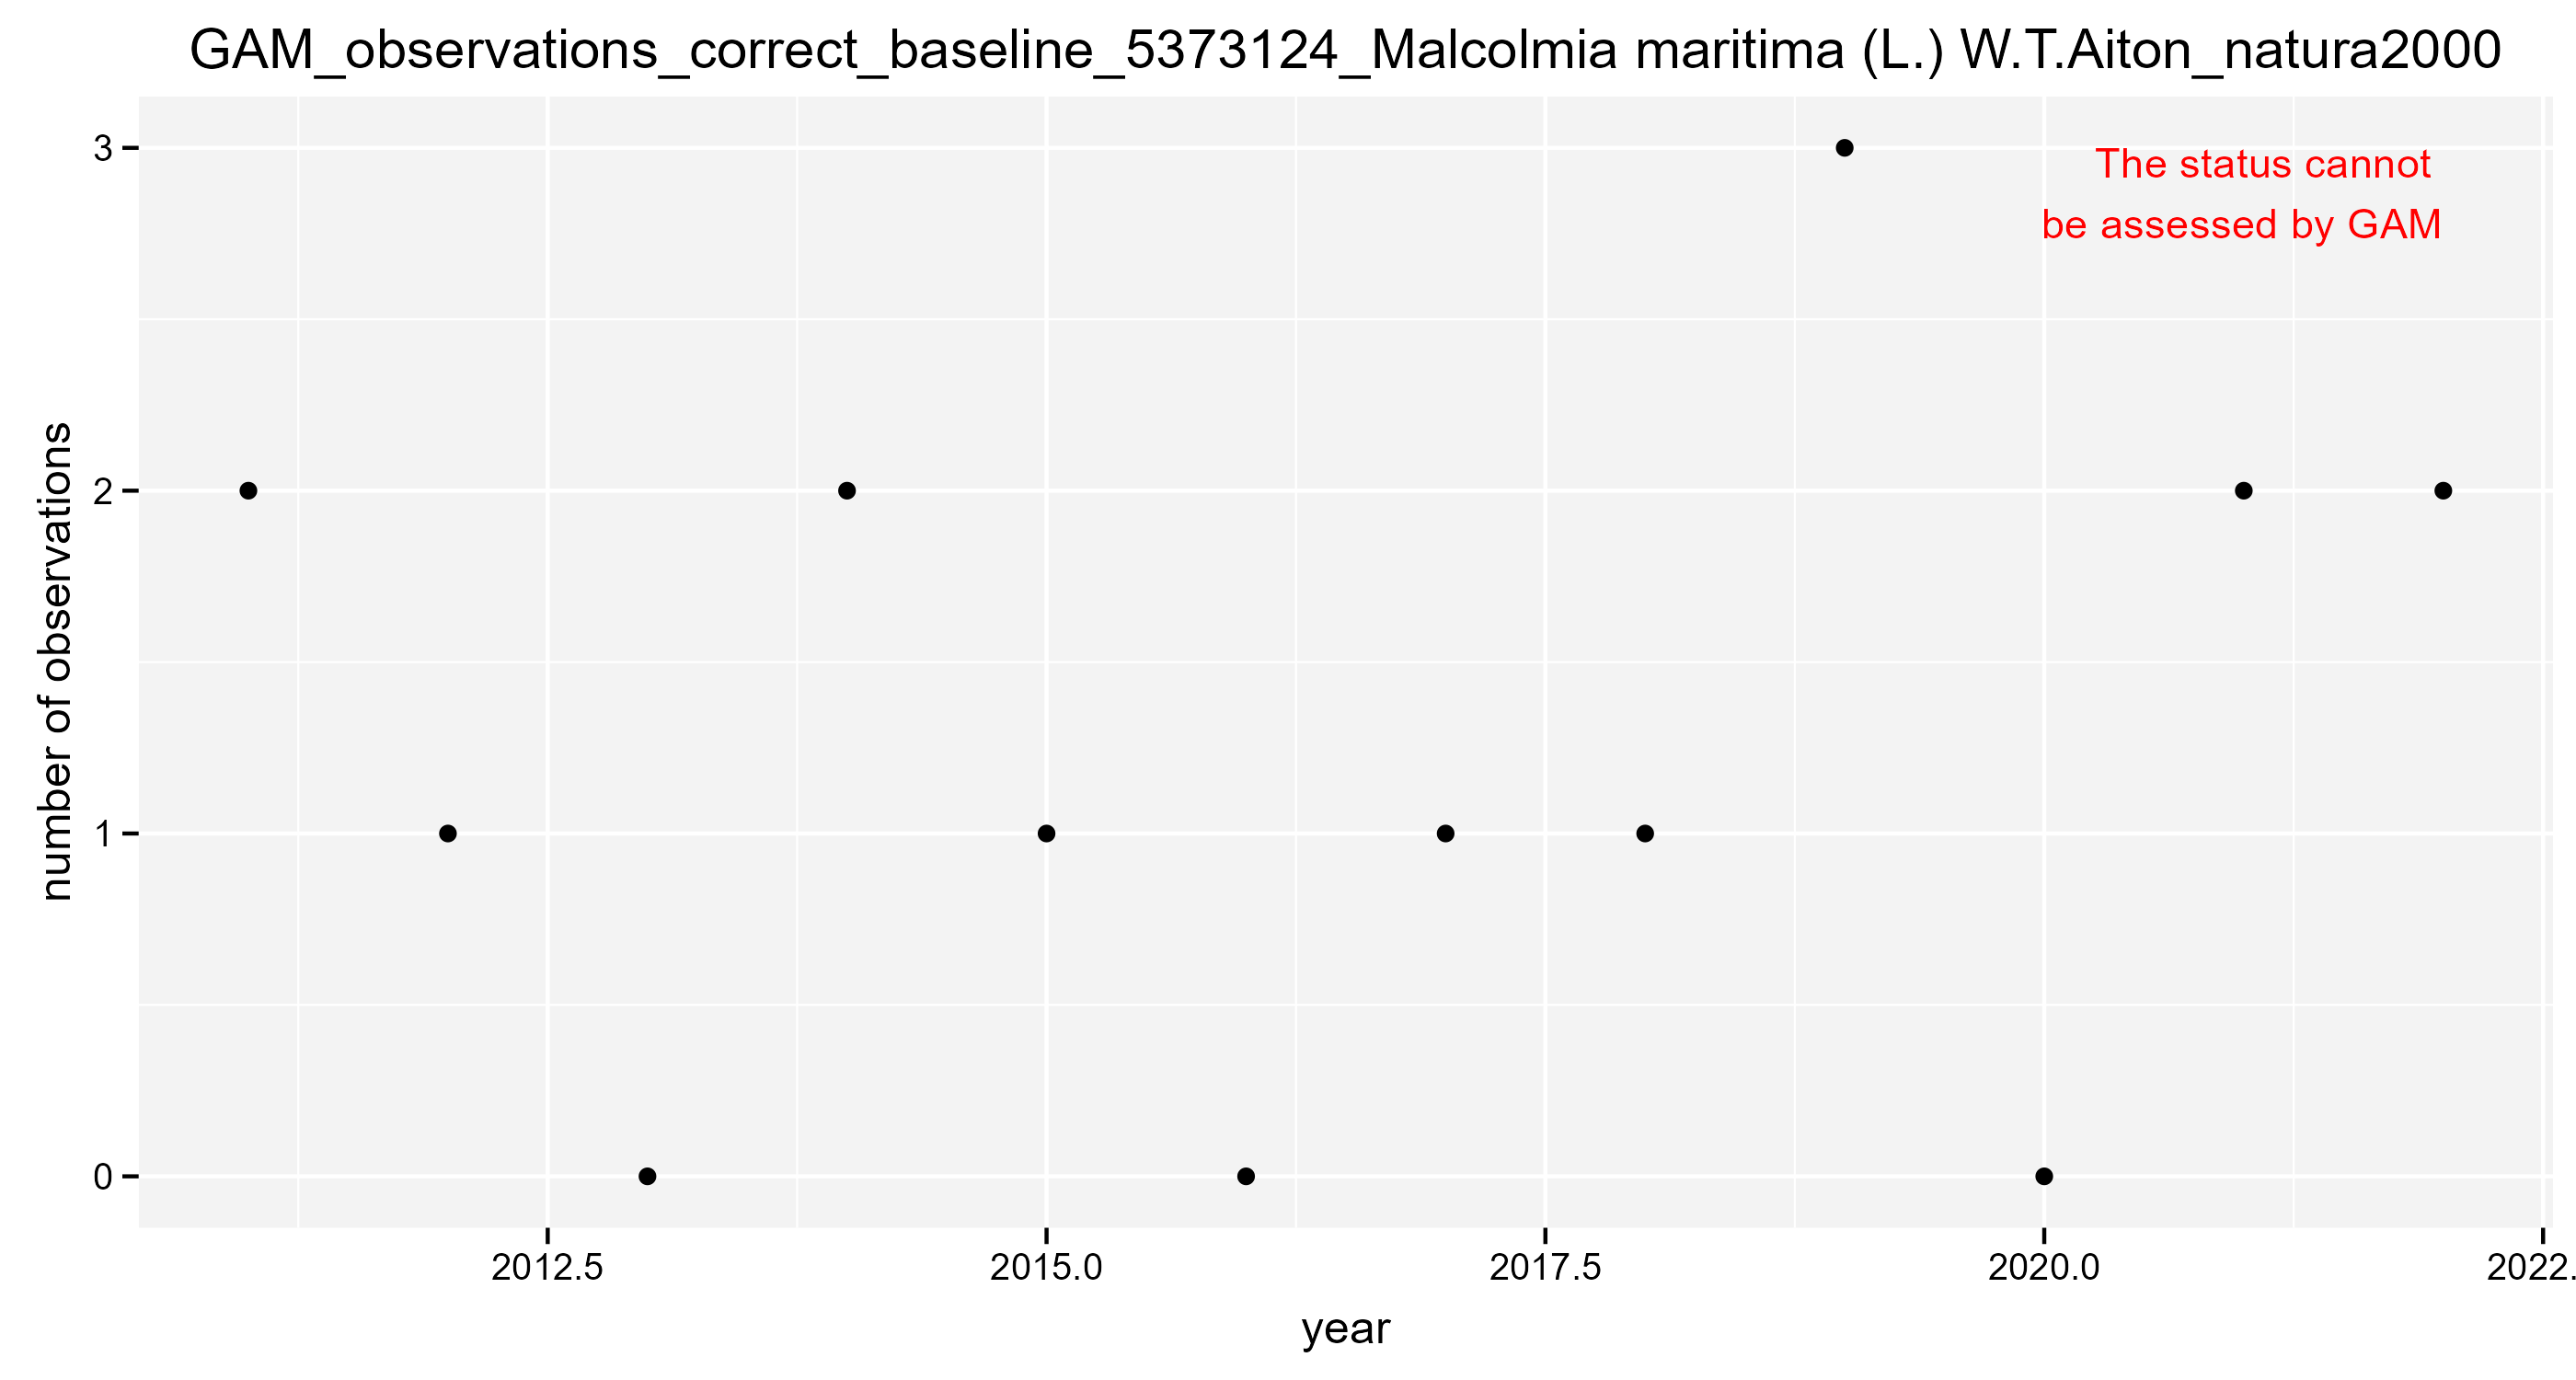 GAM_observations_correct_baseline_5373124_Malcolmia maritima (L.) W.T.Aiton_natura2000
The status cannot
be assessed by GAM
number of observations
3
2
1
0
2012.5
2015.0
2017.5
2020.0
2022.
year